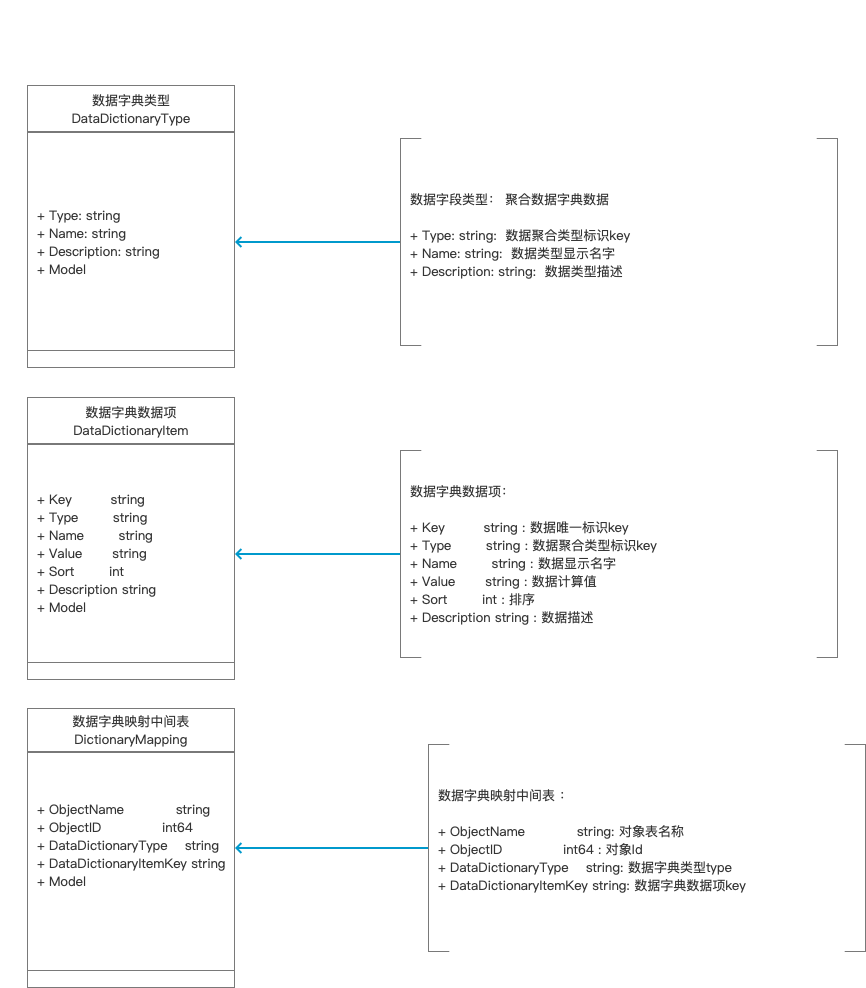 数据字典类型
DataDictionaryType
+ Type: string
+ Name: string
+ Description: string
+ Model
数据字段类型： 聚合数据字典数据
+ Type: string: 数据聚合类型标识key
+ Name: string: 数据类型显示名字
+ Description: string: 数据类型描述
数据字典数据项
DataDictionaryItem
+ Key string
+ Type string
+ Name string
+ Value string
+ Sort int
+ Description string
+ Model
数据字典数据项：
+ Key string : 数据唯一标识key
+ Type string : 数据聚合类型标识key
+ Name string : 数据显示名字
+ Value string : 数据计算值
+ Sort int : 排序
+ Description string : 数据描述
数据字典映射中间表
DictionaryMapping
+ ObjectName string
+ ObjectID int64
+ DataDictionaryType string
+ DataDictionaryItemKey string
+ Model
数据字典映射中间表：
+ ObjectName string: 对象表名称
+ ObjectID int64 : 对象Id
+ DataDictionaryType string: 数据字典类型type
+ DataDictionaryItemKey string: 数据字典数据项key